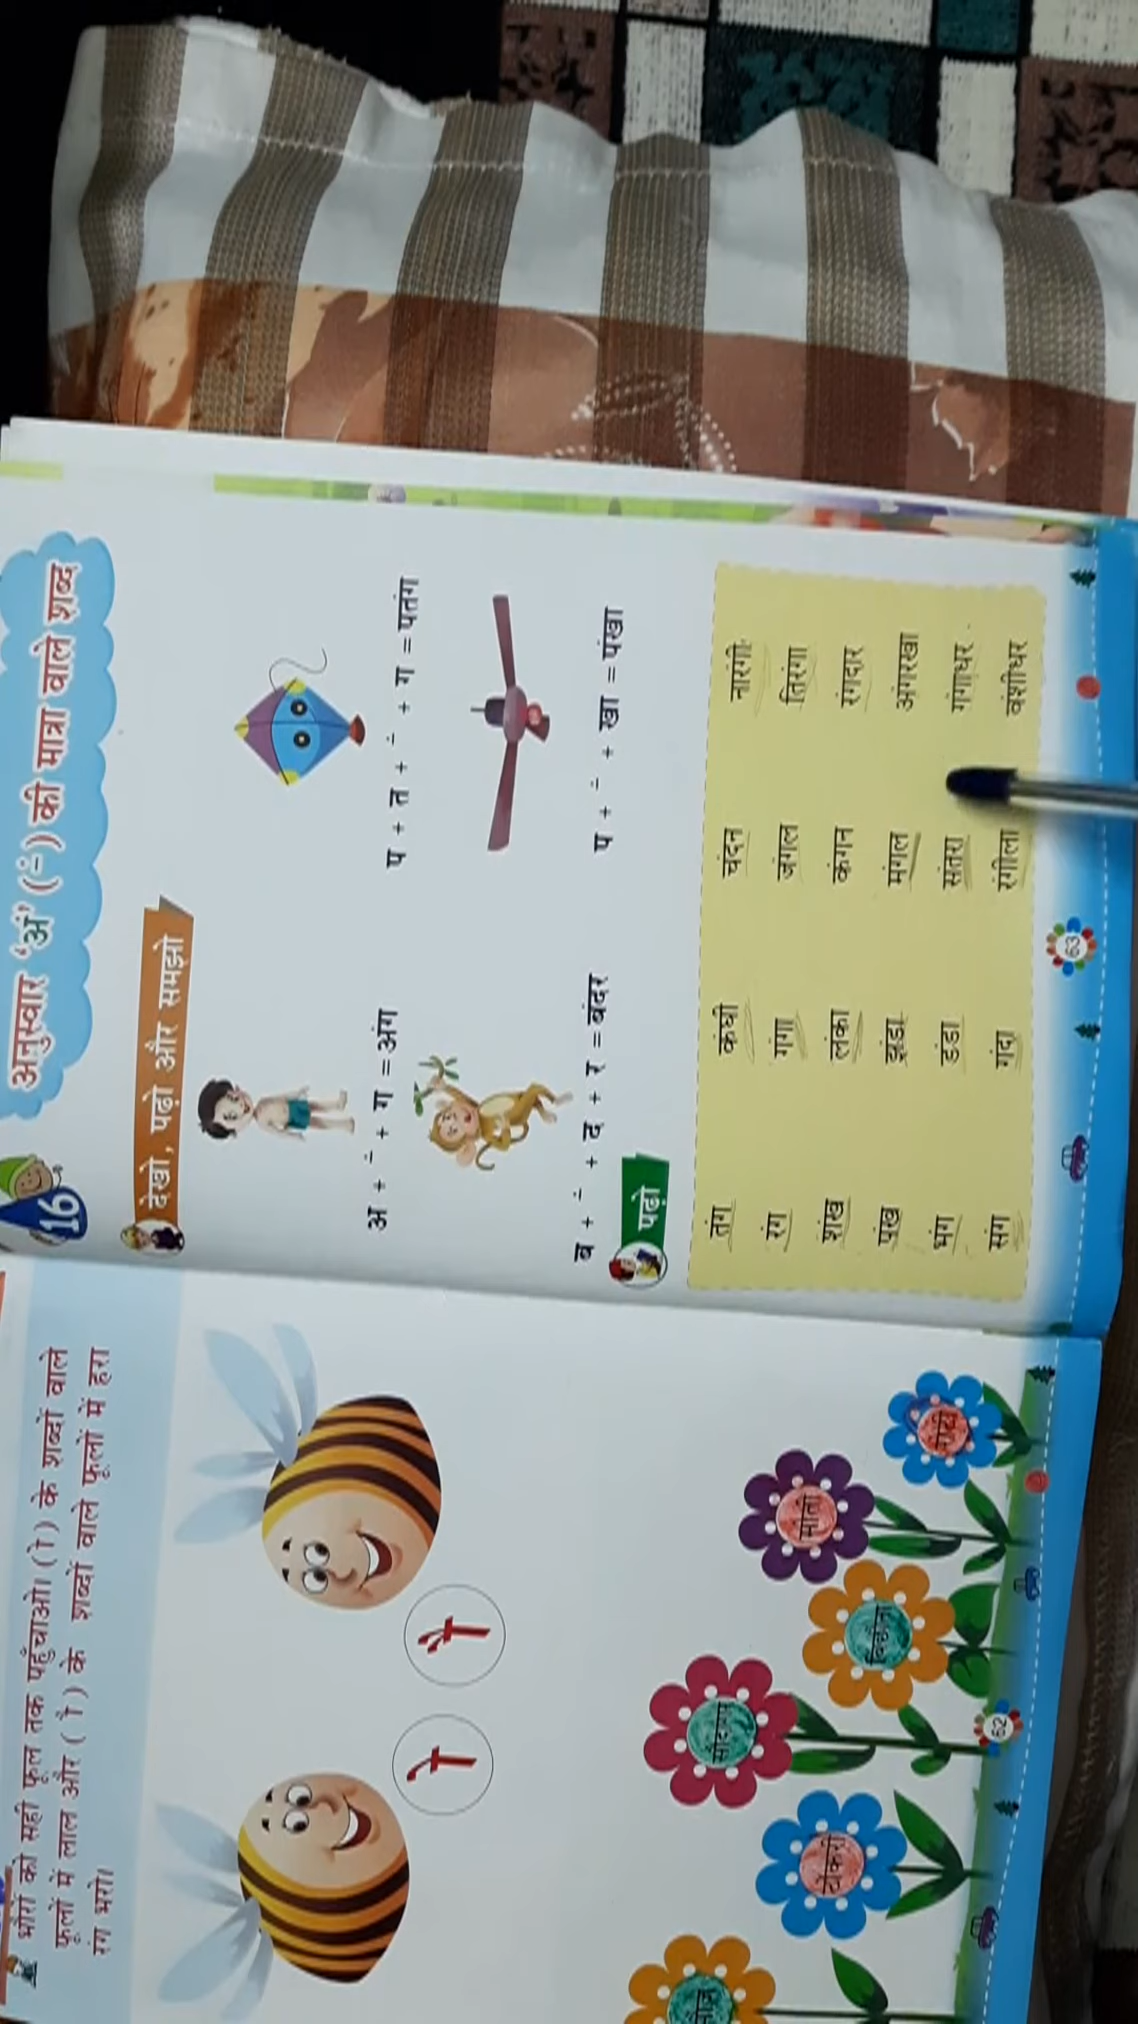 भौरों को सही फूल तक पहुँचाओ। (ो) के शब्दों वाले
फूलों में लाल और (ौ) के शब्दों वाले फूलों में हरा
रंग भरो।
ो
ौ
टोकरी
मोती
62
16
अनुस्वार 'अं' (ं) की मात्रा वाले शब्द
देखो, पढ़ो और समझो
अ + ं + ग = अंग
प + त + ं + ग = पतंग
ब + ं + द + र = बंदर
प + ं + खा = पंखा
पढ़ो
तंग कंघी चंदन नारंगी
रंग गंगा जंगल तिरंगा
शंख लंका कंगन रंगदार
पंख झंडा मंगल अंगरखा
भंग डंडा संतरा गंगाधर
संग गंदा रंगीला वंशीधर
63